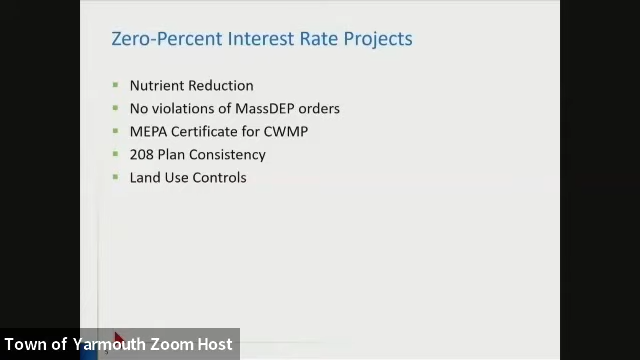 Zero-Percent Interest Rate Projects
Nutrient Reduction
No violations of MassDEP orders
MEPA Certificate for CWMP
208 Plan Consistency
Land Use Controls
Town of Yarmouth Zoom Host